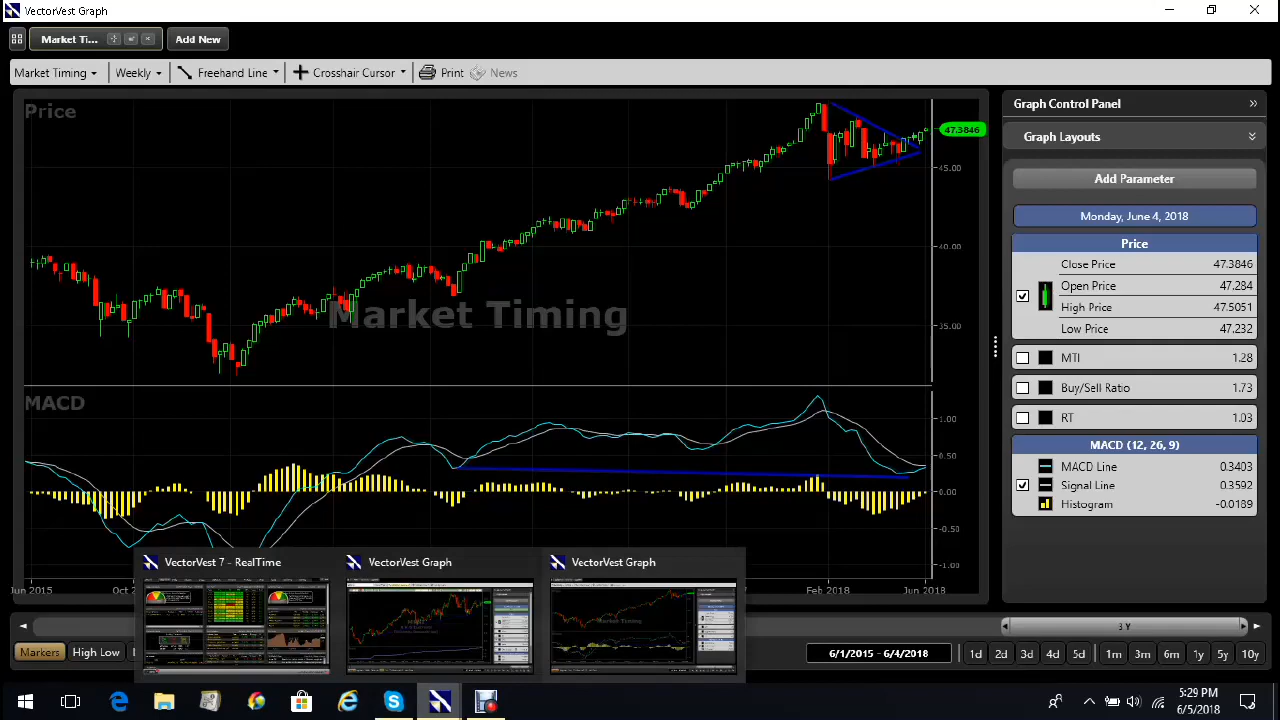 VectorVest Graph
Market Ti...
Add New
Market Timing
Weekly
Freehand Line
Crosshair Cursor
Print
News
Price
47.3846
45.00
40.00
35.00
Market Timing
MACD
1.00
0.50
0.00
-0.50
-1.00
2015
Oct 2
Feb 2018
Jun 2018
Graph Control Panel
Graph Layouts
Add Parameter
Monday, June 4, 2018
Price
Close Price 47.3846
Open Price 47.284
High Price 47.5051
Low Price 47.232
MTI 1.28
Buy/Sell Ratio 1.73
RT 1.03
MACD (12, 26, 9)
MACD Line 0.3403
Signal Line 0.3592
Histogram -0.0189
VectorVest 7 - RealTime
VectorVest Graph
VectorVest Graph
3 Y
Markers
High Low
6/1/2015 - 6/4/2018
1d 2d 3d 4d 5d 1m 3m 6m y 5y 10y
5:29 PM
6/5/2018